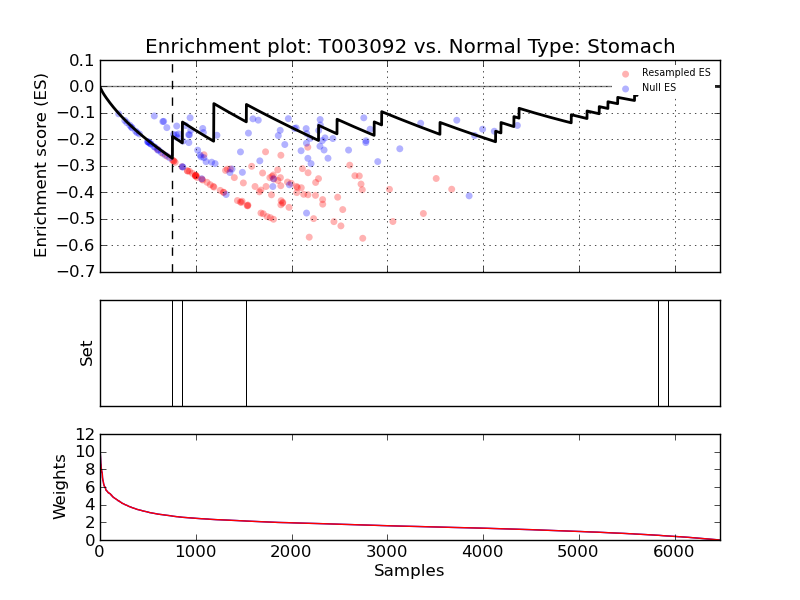 Enrichment plot: T003092 vs. Normal Type: Stomach
Enrichment score (ES)
0.1
0.0
−0.1
−0.2
−0.3
−0.4
−0.5
−0.6
−0.7
Resampled ES
Null ES
Set
Weights
12
10
8
6
4
2
0
0 1000 2000 3000 4000 5000 6000
Samples